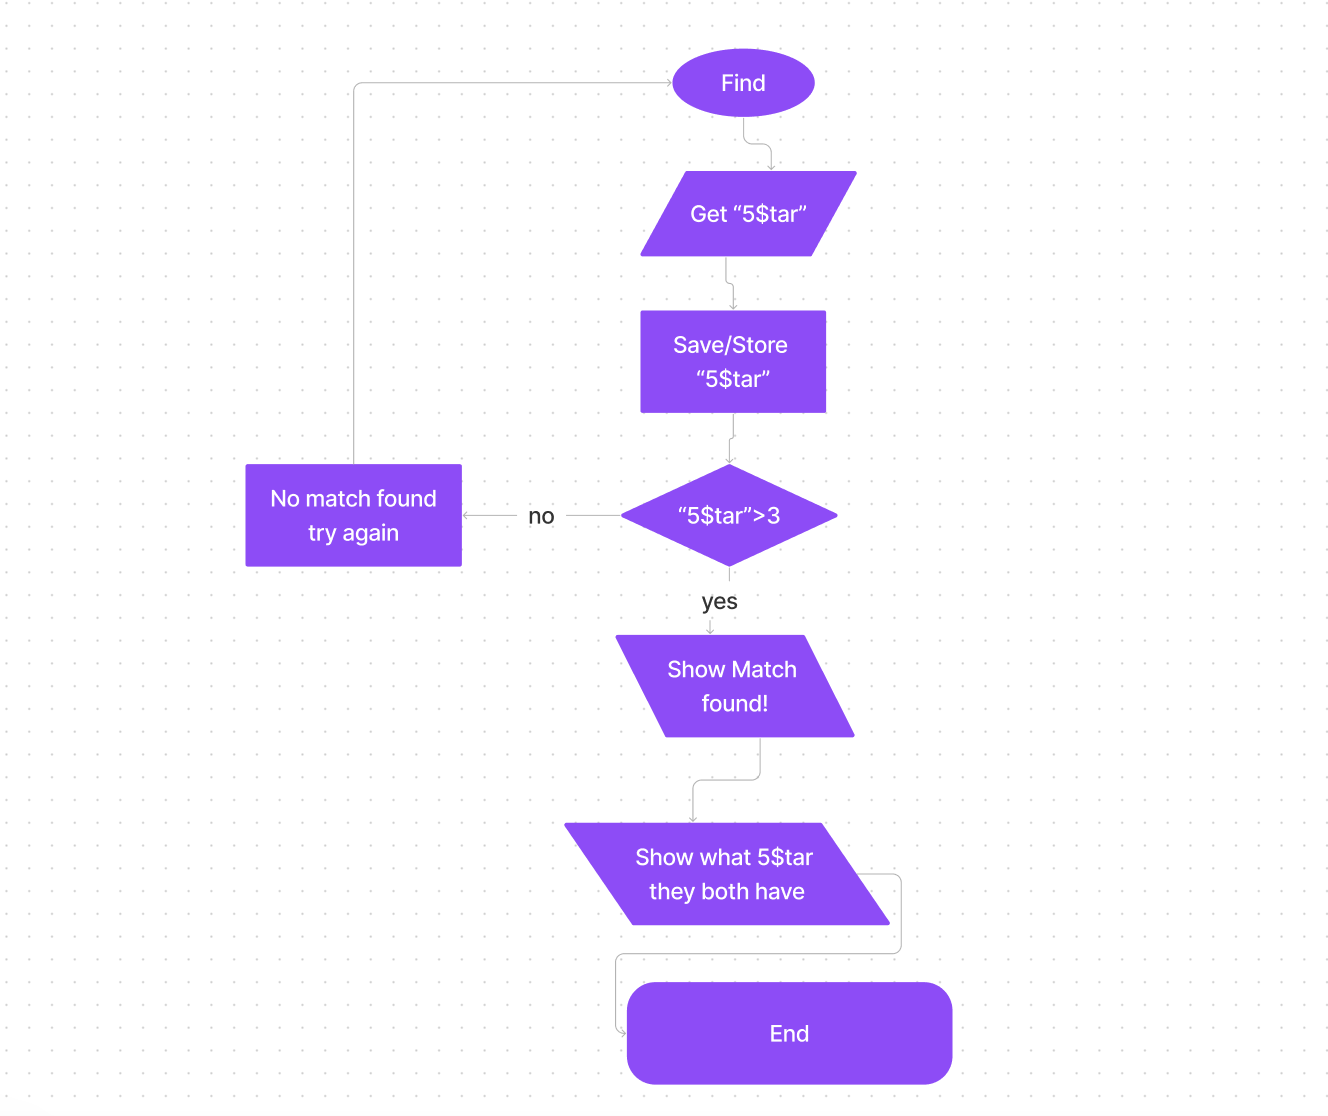 Find
Get “5$tar”
Save/Store
“5$tar”
“5$tar”>3
no
No match found
try again
yes
Show Match
found!
Show what 5$tar
they both have
End